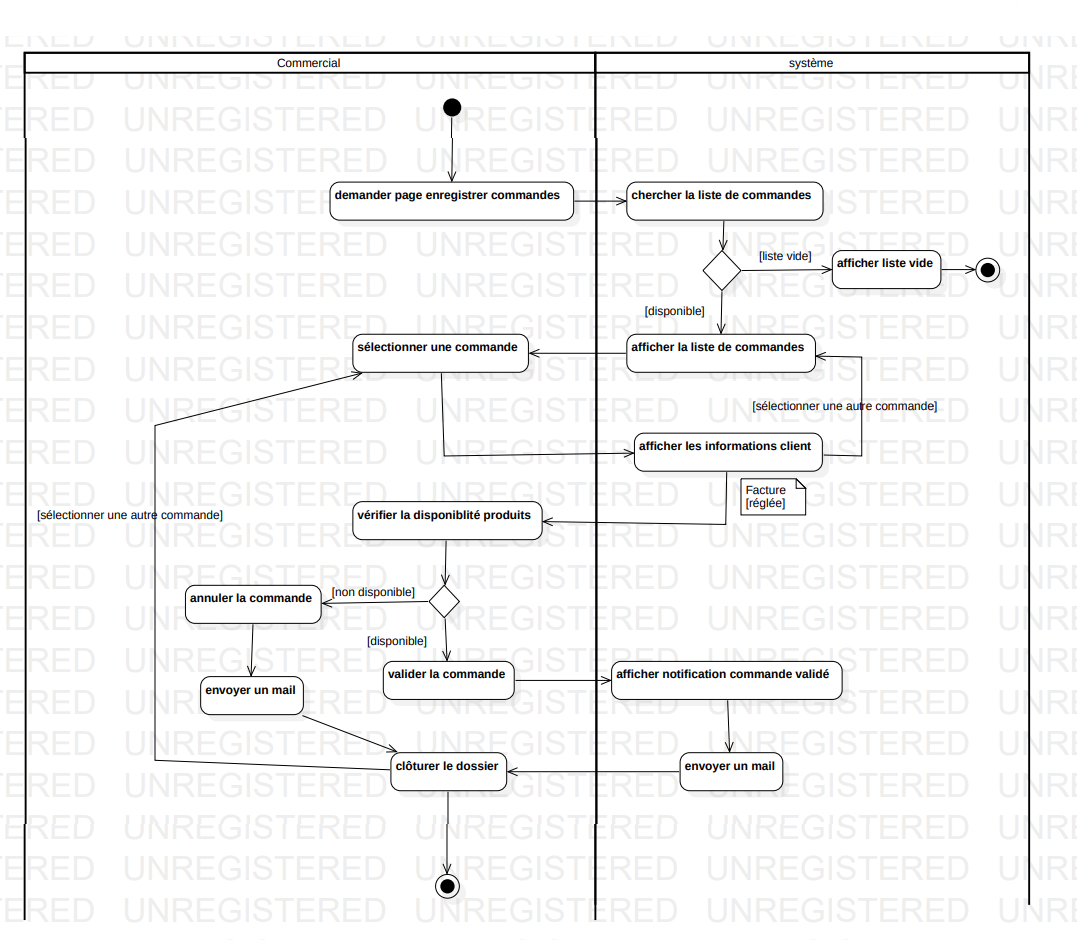 Commercial
système
demander page enregistrer commandes
chercher la liste de commandes
[liste vide]
afficher liste vide
[disponible]
sélectionner une commande
afficher la liste de commandes
[sélectionner une autre commande]
afficher les informations client
Facture
[réglée]
[sélectionner une autre commande]
vérifier la disponiblité produits
[non disponible]
annuler la commande
[disponible]
valider la commande
afficher notification commande validé
envoyer un mail
clôturer le dossier
envoyer un mail
UNREGISTERED